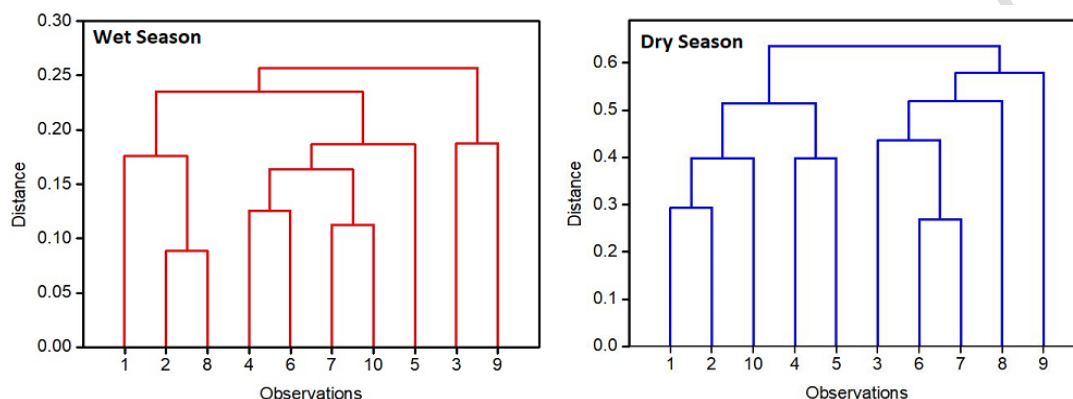 Wet Season
0.30
0.25
0.20
0.15
0.10
0.05
0.00
Distance
1 2 8 4 6 7 10 5 3 9
Observations
Dry Season
0.6
0.5
0.4
0.3
0.2
0.1
0.0
Distance
1 2 10 4 5 3 6 7 8 9
Observations